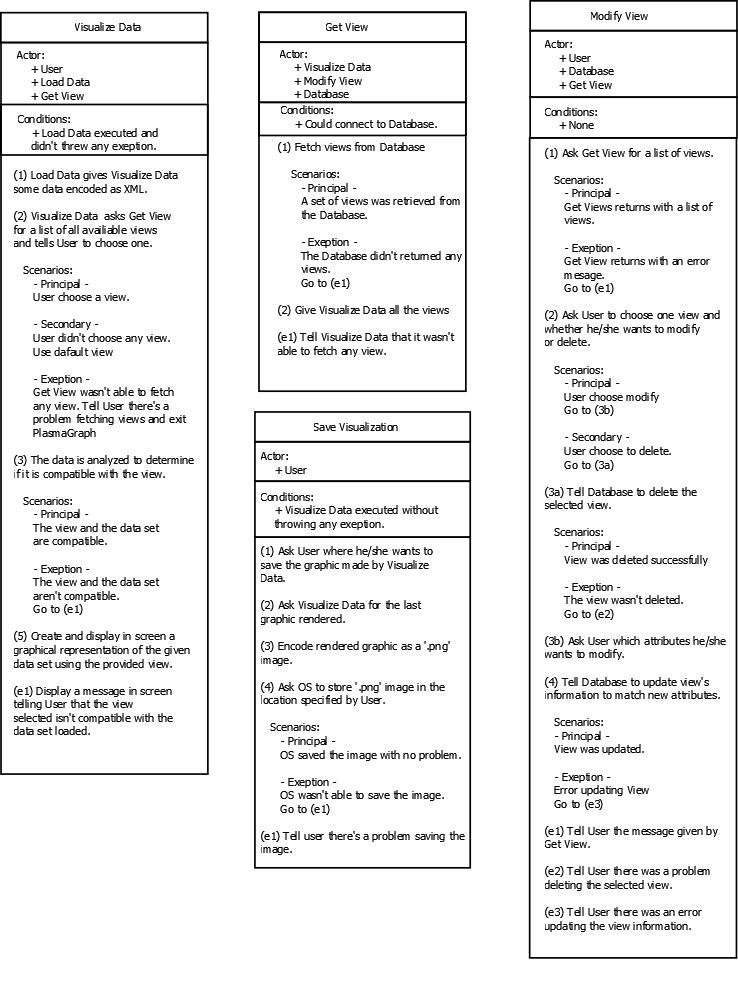 Visualize Data
Actor:
+ User
+ Load Data
+ Get View
Conditions:
+ Load Data executed and
didn't threw any exeption.
(1) Load Data gives Visualize Data
some data encoded as XML.
(2) Visualize Data asks Get View
for a list of all availiable views
and tells User to choose one.
Scenarios:
- Principal -
User choose a view.
- Secondary -
User didn't choose any view.
Use dafault view
- Exeption -
Get View wasn't able to fetch
any view. Tell User there's a
problem fetching views and exit
PlasmaGraph
(3) The data is analyzed to determine
if it is compatible with the view.
Scenarios:
- Principal -
The view and the data set
are compatible.
- Exeption -
The view and the data set
aren't compatible.
Go to (e1)
(5) Create and display in screen a
graphical representation of the given
data set using the provided view.
(e1) Display a message in screen
telling User that the view
selected isn't compatible with the
data set loaded.
Get View
Actor:
+ Visualize Data
+ Modify View
+ Database
Conditions:
+ Could connect to Database.
(1) Fetch views from Database
Scenarios:
- Principal -
A set of views was retrieved from
the Database.
- Exeption -
The Database didn't returned any
views.
Go to (e1)
(2) Give Visualize Data all the views
(e1) Tell Visualize Data that it wasn't
able to fetch any view.
Save Visualization
Actor:
+ User
Conditions:
+ Visualize Data executed without
throwing any exeption.
(1) Ask User where he/she wants to
save the graphic made by Visualize
Data.
(2) Ask Visualize Data for the last
graphic rendered.
(3) Encode rendered graphic as a '.png'
image.
(4) Ask OS to store '.png' image in the
location specified by User.
Scenarios:
- Principal -
OS saved the image with no problem.
- Exeption -
OS wasn't able to save the image.
Go to (e1)
(e1) Tell user there's a problem saving the
image.
Modify View
Actor:
+ User
+ Database
+ Get View
Conditions:
+ None
(1) Ask Get View for a list of views.
Scenarios:
- Principal -
Get Views returns with a list of
views.
- Exeption -
Get View returns with an error
mesage.
Go to (e1)
(2) Ask User to choose one view and
whether he/she wants to modify
or delete.
Scenarios:
- Principal -
User choose modify
Go to (3b)
- Secondary -
User choose to delete.
Go to (3a)
(3a) Tell Database to delete the
selected view.
Scenarios:
- Principal -
View was deleted successfully
- Exeption -
The view wasn't deleted.
Go to (e2)
(3b) Ask User which attributes he/she
wants to modify.
(4) Tell Database to update view's
information to match new attributes.
Scenarios:
- Principal -
View was updated.
- Exeption -
Error updating View
Go to (e3)
(e1) Tell User the message given by
Get View.
(e2) Tell User there was a problem
deleting the selected view.
(e3) Tell User there was an error
updating the view information.